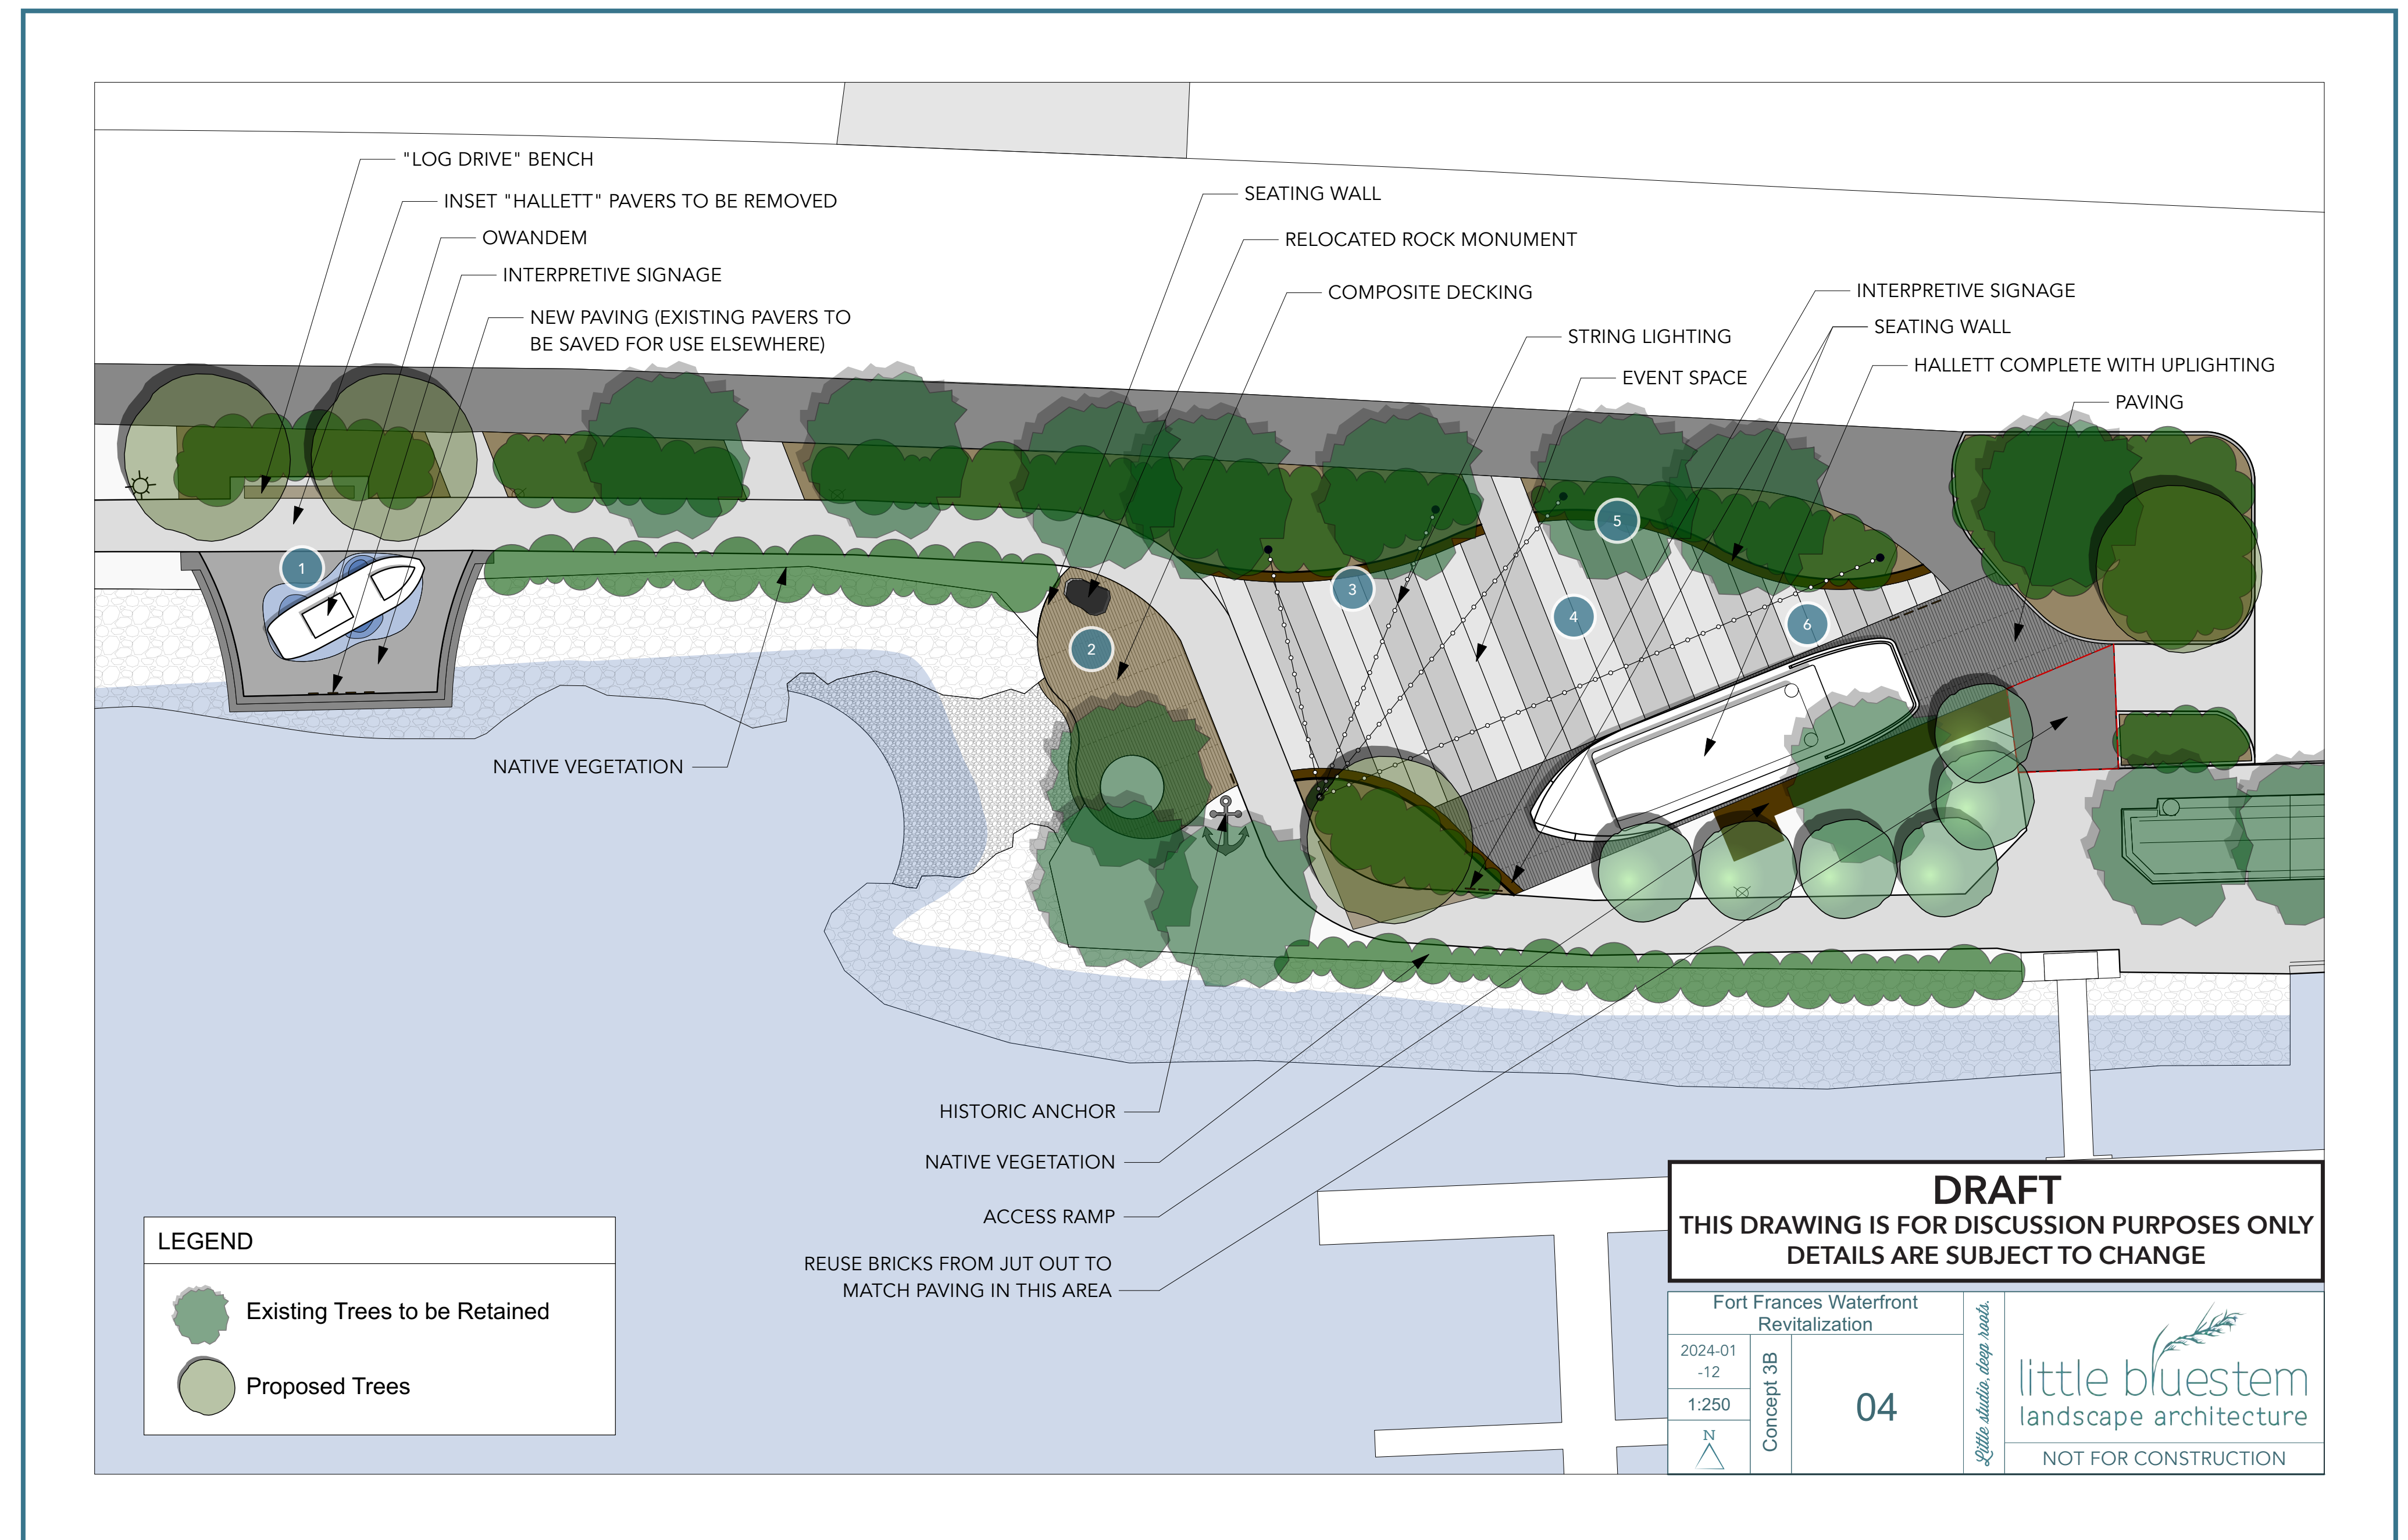 "LOG DRIVE" BENCH
INSET "HALLETT" PAVERS TO BE REMOVED
OWANDEM
INTERPRETIVE SIGNAGE
NEW PAVING (EXISTING PAVERS TO
BE SAVED FOR USE ELSEWHERE)
SEATING WALL
RELOCATED ROCK MONUMENT
COMPOSITE DECKING
STRING LIGHTING
EVENT SPACE
INTERPRETIVE SIGNAGE
SEATING WALL
HALLETT COMPLETE WITH UPLIGHTING
PAVING
1
2
3
4
5
6
NATIVE VEGETATION
HISTORIC ANCHOR
NATIVE VEGETATION
ACCESS RAMP
REUSE BRICKS FROM JUT OUT TO
MATCH PAVING IN THIS AREA
LEGEND
Existing Trees to be Retained
Proposed Trees
DRAFT
THIS DRAWING IS FOR DISCUSSION PURPOSES ONLY
DETAILS ARE SUBJECT TO CHANGE
Fort Frances Waterfront
Revitalization
2024-01
-12
1:250
N
Concept 3B
04
Little studio, deep roots.
little bluestem
landscape architecture
NOT FOR CONSTRUCTION